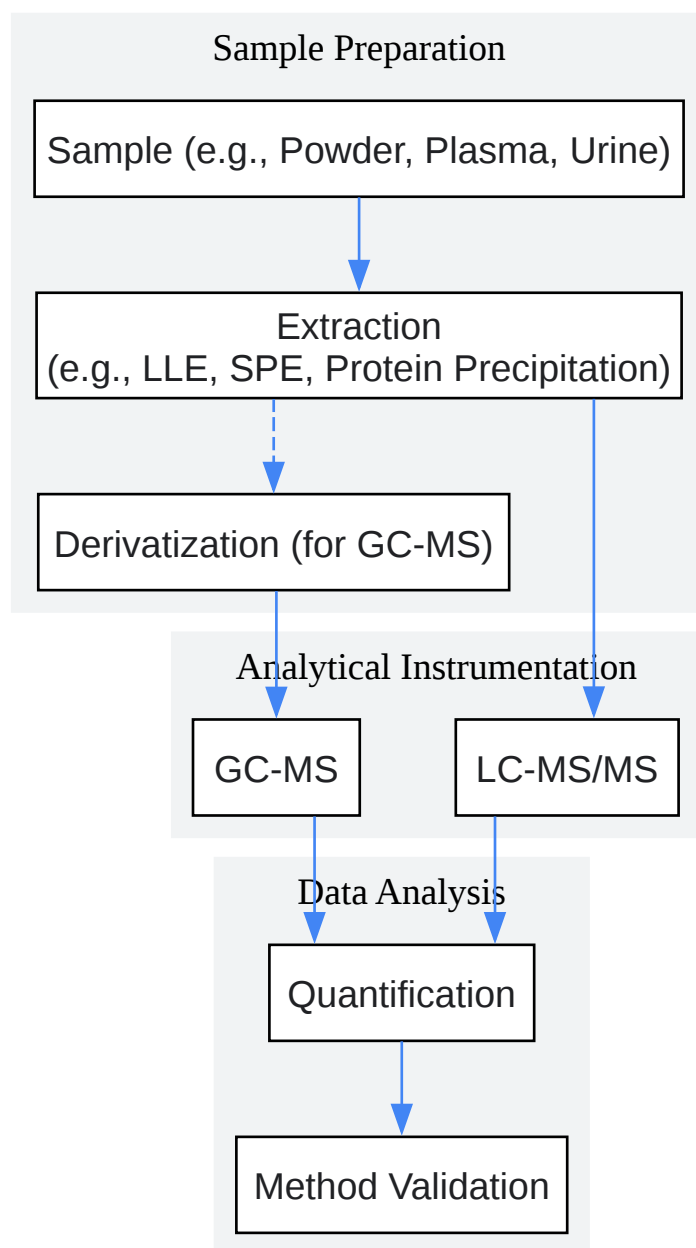 Sample Preparation
Sample (e.g., Powder, Plasma, Urine)
Extraction
(e.g., LLE, SPE, Protein Precipitation)
Derivatization (for GC-MS)
Analytical Instrumentation
GC-MS
LC-MS/MS
Data Analysis
Quantification
Method Validation